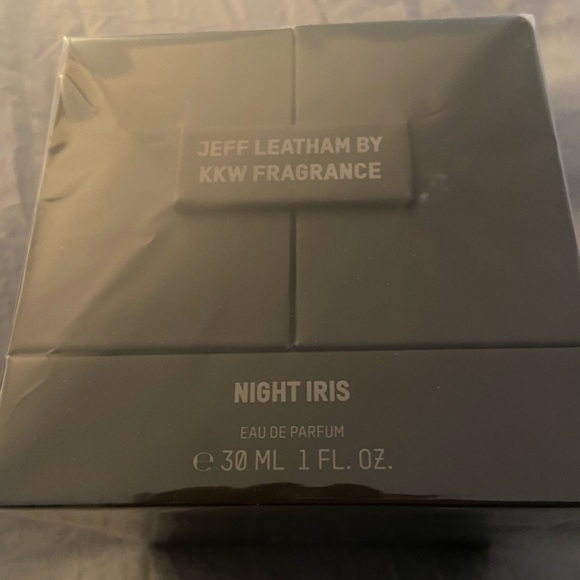 JEFF LEATHAM BY
KKW FRAGRANCE
NIGHT IRIS
EAU DE PARFUM
℮ 30 ML 1 FL. OZ.